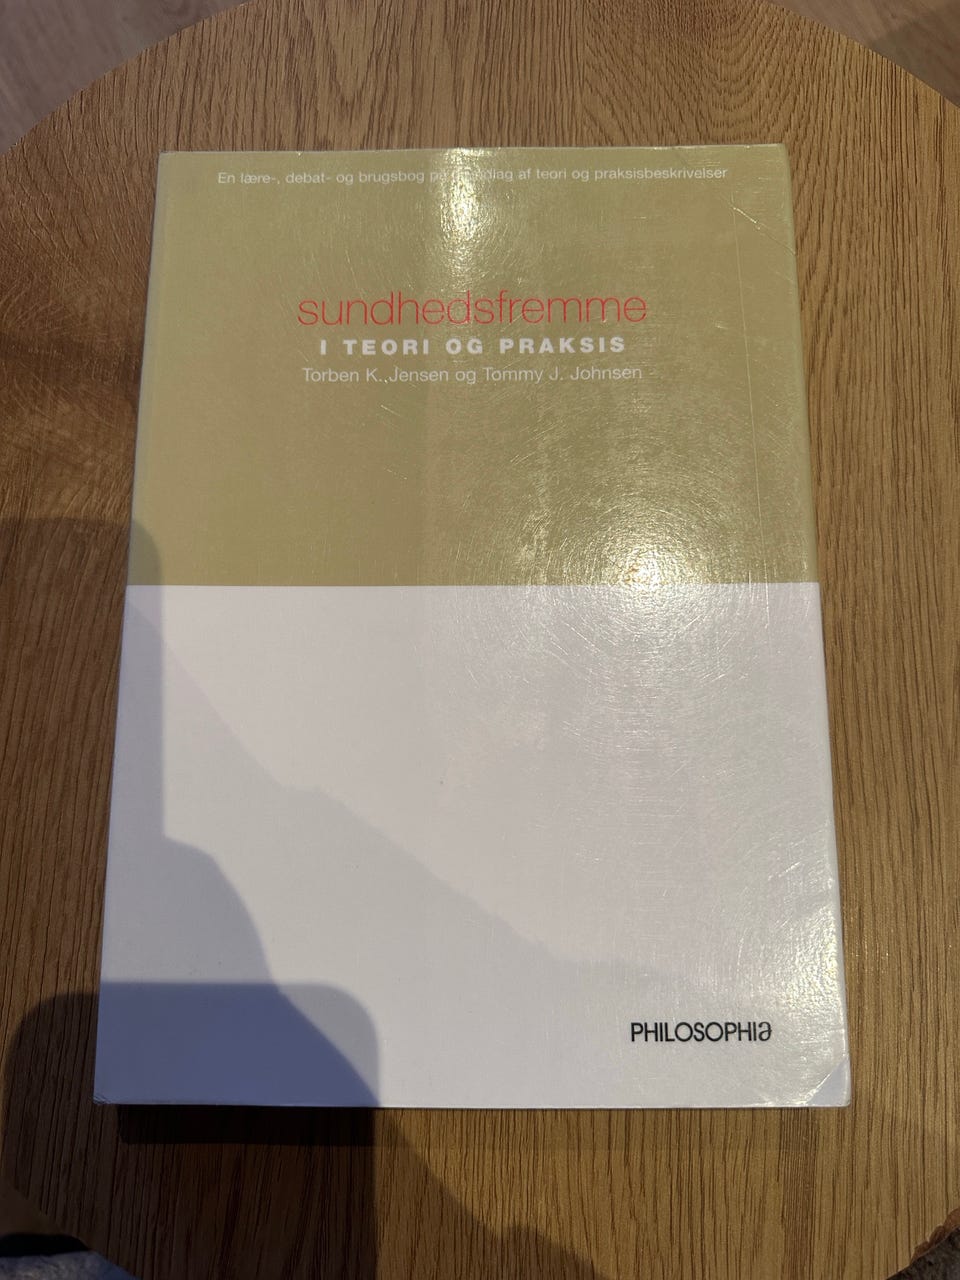 En lære-, debat- og brugsbog på af teori og praksisbeskrivelser
sundhedsfremme
I TEORI OG PRAKSIS
Torben K. Jensen og Tommy J. Johnsen
PHILOSOPHIA